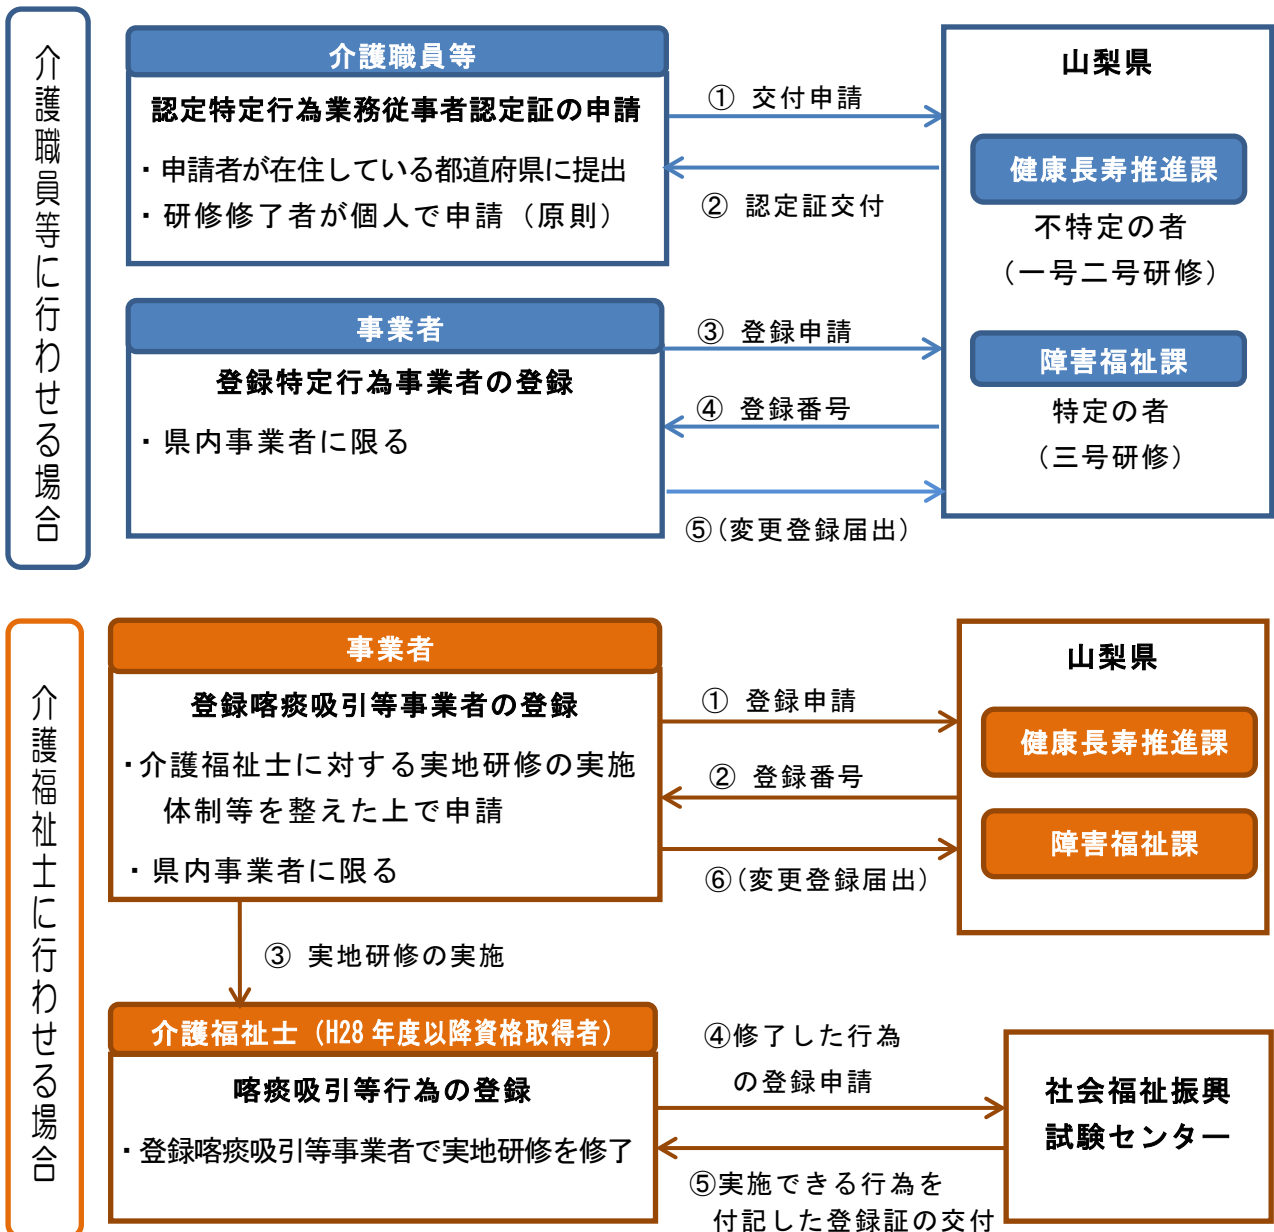 介護職員等に行わせる場合
介護職員等
認定特定行為業務従事者認定証の申請
・申請者が在住している都道府県に提出
・研修修了者が個人で申請（原則）
① 交付申請
② 認定証交付
事業者
登録特定行為事業者の登録
・県内事業者に限る
③ 登録申請
④ 登録番号
⑤(変更登録届出)
山梨県
健康長寿推進課
不特定の者
（一号二号研修）
障害福祉課
特定の者
（三号研修）
介護福祉士に行わせる場合
事業者
登録喀痰吸引等事業者の登録
・介護福祉士に対する実地研修の実施
体制等を整えた上で申請
・県内事業者に限る
① 登録申請
② 登録番号
⑥(変更登録届出)
山梨県
健康長寿推進課
障害福祉課
③ 実地研修の実施
介護福祉士（H28 年度以降資格取得者）
喀痰吸引等行為の登録
・登録喀痰吸引等事業者で実地研修を修了
④修了した行為
の登録申請
⑤実施できる行為を
付記した登録証の交付
社会福祉振興
試験センター